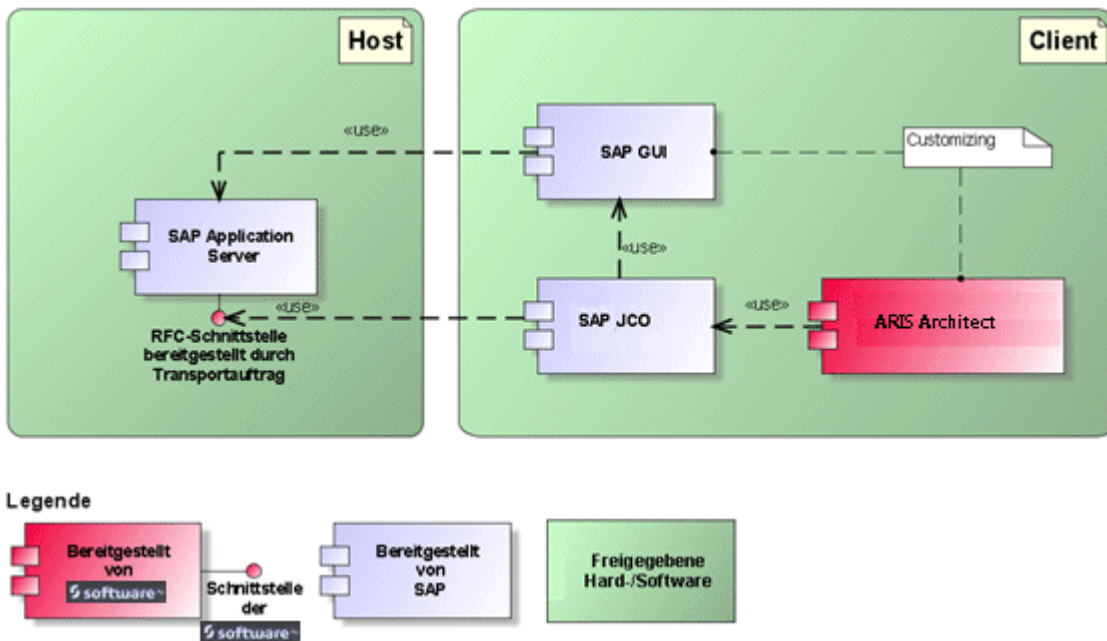 Host
Client
«use»
SAP GUI
Customizing
SAP Application
Server
«use»
«use»
SAP JCO
«use»
ARIS Architect
RFC-Schnittstelle
bereitgestellt durch
Transportauftrag
Legende
Bereitgestellt
von
software
Schnittstelle
der
software
Bereitgestellt
von
SAP
Freigegebene
Hard-/Software